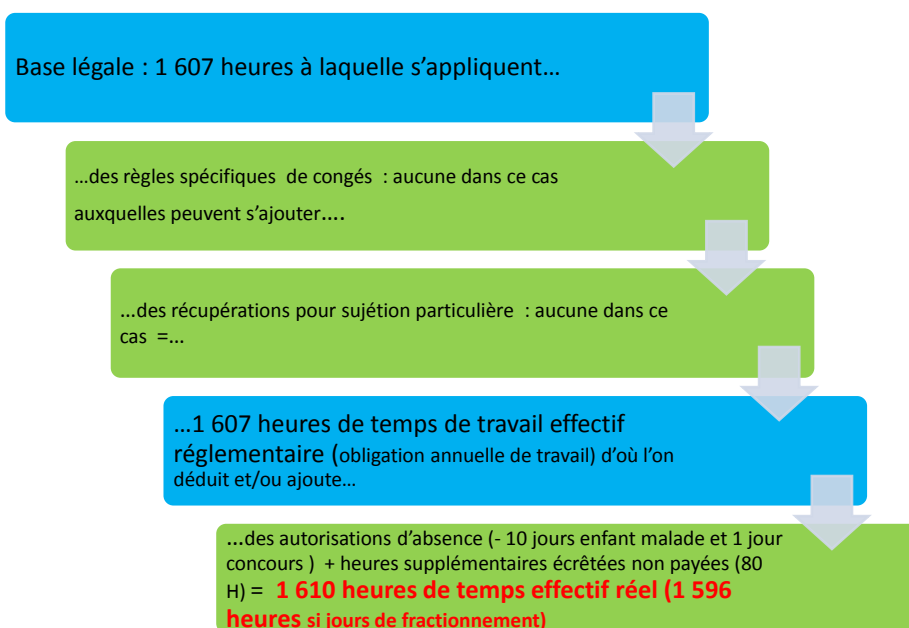 Base légale : 1 607 heures à laquelle s’appliquent…
…des règles spécifiques de congés : aucune dans ce cas
auxquelles peuvent s’ajouter….
…des récupérations pour sujétion particulière : aucune dans ce
cas =…
…1 607 heures de temps de travail effectif
réglementaire (obligation annuelle de travail) d’où l’on
déduit et/ou ajoute…
…des autorisations d’absence (- 10 jours enfant malade et 1 jour
concours ) + heures supplémentaires écrêtées non payées (80
H) = 1 610 heures de temps effectif réel (1 596
heures si jours de fractionnement)